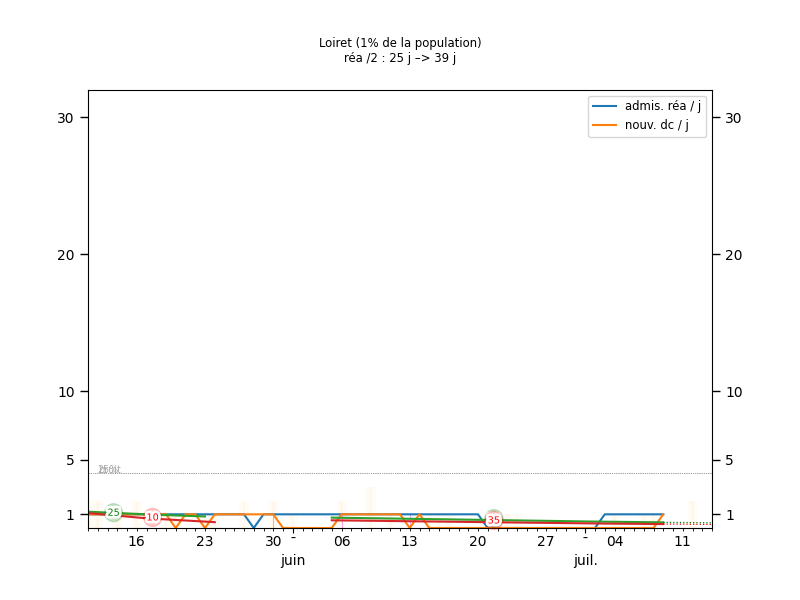 Loiret (1% de la population)
réa /2 : 25 j –> 39 j
admis. réa / j
nouv. dc / j
30 30
20 20
10 10
5 5
1 1
25
10
35
16 23 30 06 13 20 27 04 11
juin juil.